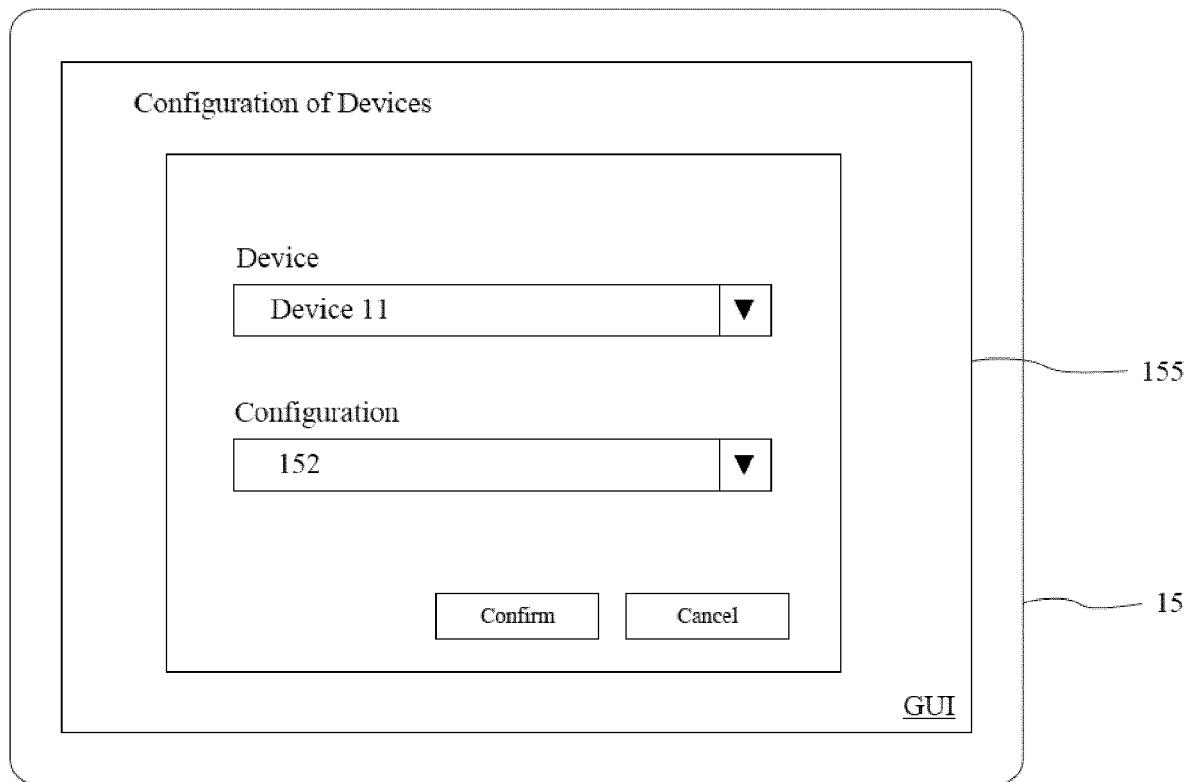 Configuration of Devices
Device
Device 11
▼
155
Configuration
152
▼
15
Confirm
Cancel
GUI